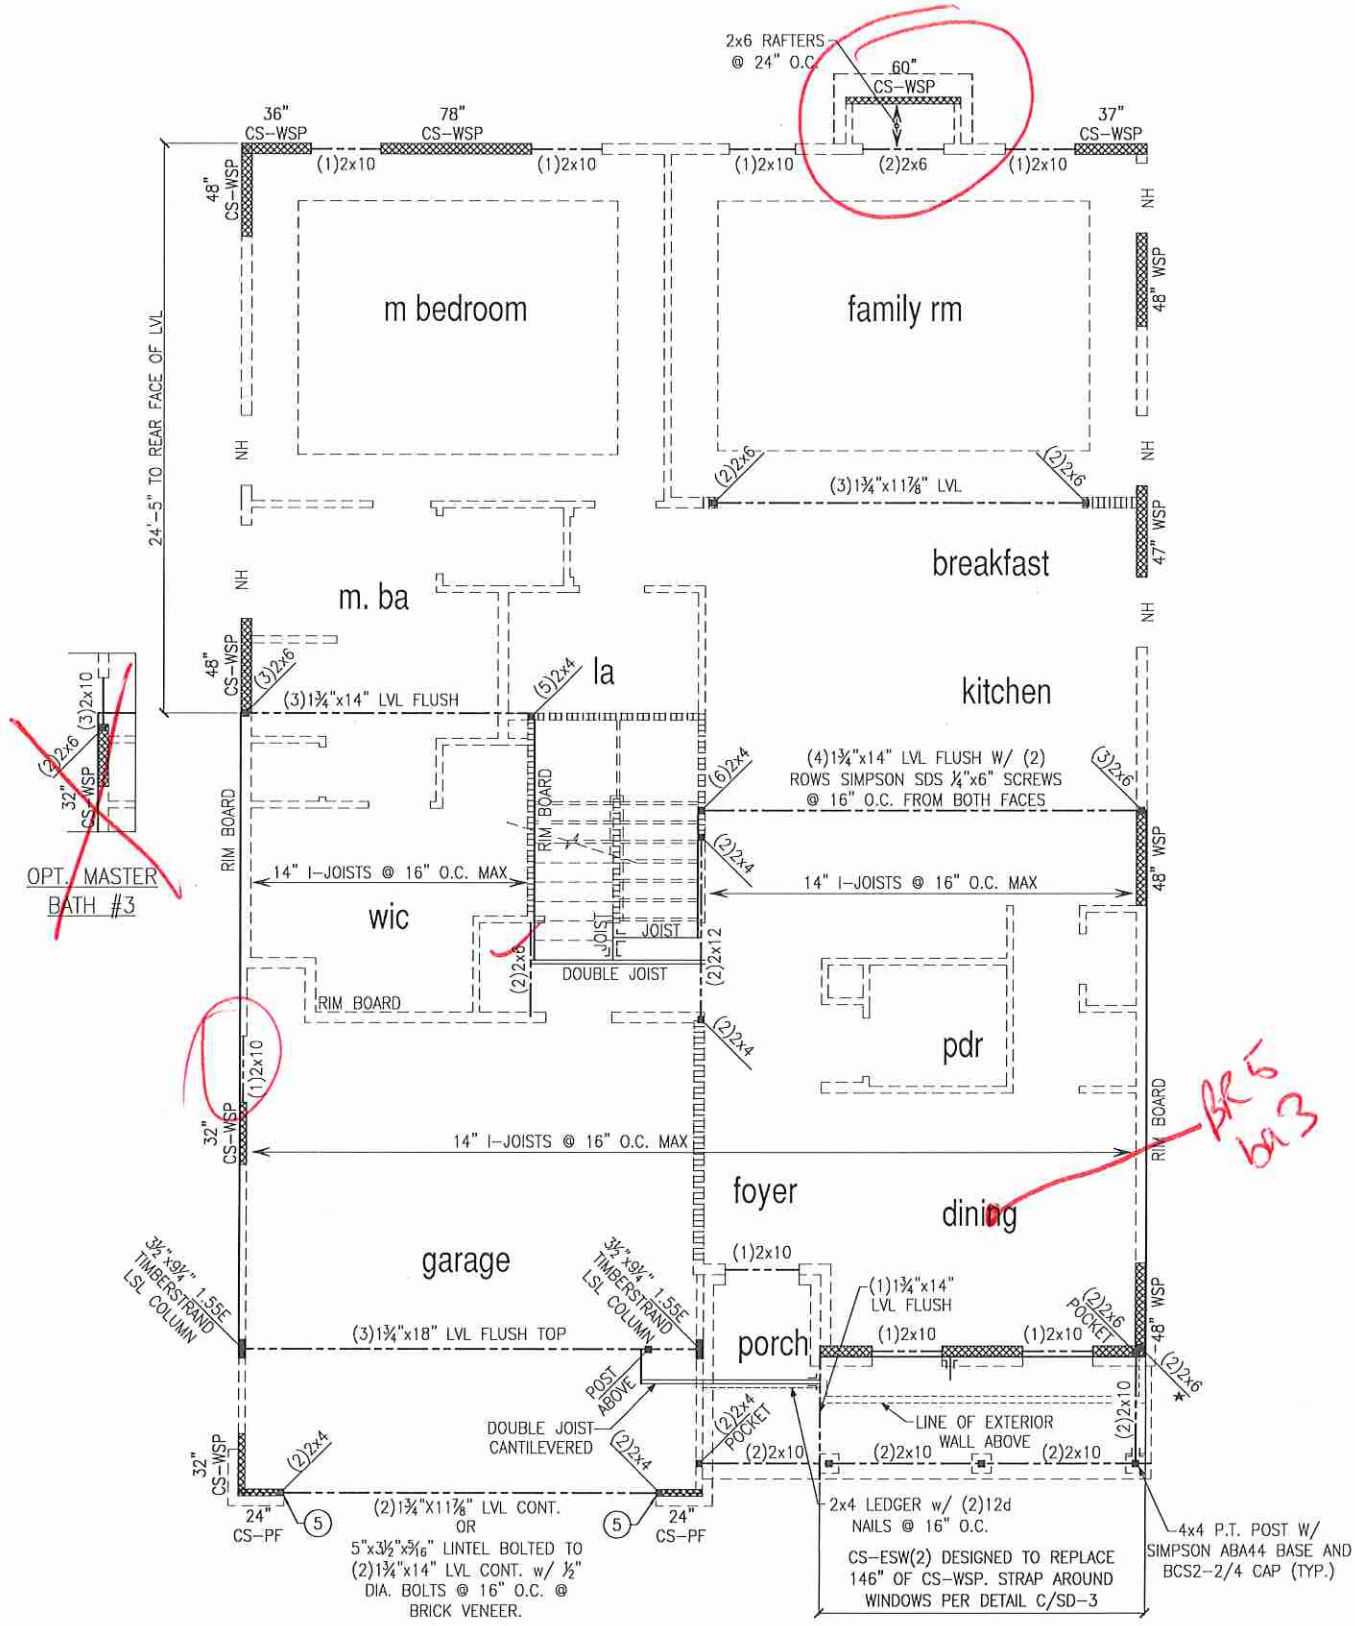 2x6 RAFTERS
@ 24" O.C.
60"
CS-WSP
36"
CS-WSP
78"
CS-WSP
37"
CS-WSP
(1)2x10
(1)2x10
(1)2x10
(2)2x6
(1)2x10
48"
CS-WSP
NH
48" WSP
m bedroom
family rm
24'-5" TO REAR FACE OF LVL
NH
NH
(2)2x6
(2)2x6
(3)1¾"x11⅞" LVL
47" WSP
breakfast
NH
NH
m. ba
48"
CS-WSP
(3)2x6
(3)1¾"x14" LVL FLUSH
(5)2x4
la
kitchen
(3)2x10
(2)2x6
32"
CS-WSP
OPT. MASTER
BATH #3
(4)1¾"x14" LVL FLUSH W/ (2)
ROWS SIMPSON SDS ¼"x6" SCREWS
@ 16" O.C. FROM BOTH FACES
(6)2x4
(3)2x6
RIM BOARD
RIM BOARD
(2)2x4
48" WSP
14" I-JOISTS @ 16" O.C. MAX
14" I-JOISTS @ 16" O.C. MAX
wic
JOIST
JOIST
(2)2x6
DOUBLE JOIST
(2)2x12
RIM BOARD
(2)2x4
(1)2x10
pdr
BR 5
ba 3
32"
CS-WSP
RIM BOARD
14" I-JOISTS @ 16" O.C. MAX
foyer
dining
garage
(1)2x10
3½"x9¼" 1.55E
TIMBERSTRAND
LSL COLUMN
3½"x9¼" 1.55E
TIMBERSTRAND
LSL COLUMN
(1)1¾"x14"
LVL FLUSH
(2)2x6
POCKET
48" WSP
(3)1¾"x18" LVL FLUSH TOP
porch
(1)2x10
(1)2x10
(2)2x6
★
POST
ABOVE
(2)2x10
DOUBLE JOIST
CANTILEVERED
(2)2x4
POCKET
LINE OF EXTERIOR
WALL ABOVE
32"
CS-WSP
(2)2x4
(2)2x4
(2)2x10
(2)2x10
(2)2x10
24"
CS-PF
5
(2)1¾"X11⅞" LVL CONT.
OR
5"x3½"x5/16" LINTEL BOLTED TO
(2)1¾"x14" LVL CONT. w/ ½"
DIA. BOLTS @ 16" O.C. @
BRICK VENEER.
5
24"
CS-PF
2x4 LEDGER w/ (2)12d
NAILS @ 16" O.C.
CS-ESW(2) DESIGNED TO REPLACE
146" OF CS-WSP. STRAP AROUND
WINDOWS PER DETAIL C/SD-3
4x4 P.T. POST W/
SIMPSON ABA44 BASE AND
BCS2-2/4 CAP (TYP.)